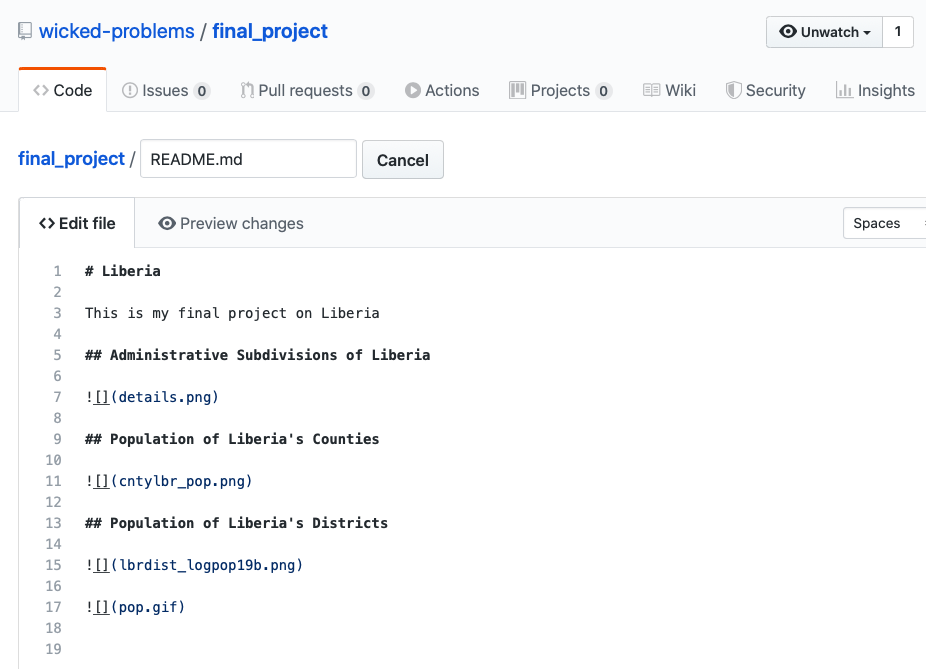 wicked-problems / final_project
Unwatch 1
Code Issues 0 Pull requests 0 Actions Projects 0 Wiki Security Insights
final_project / README.md Cancel
<> Edit file Preview changes Spaces
1 # Liberia
2
3 This is my final project on Liberia
4
5 ## Administrative Subdivisions of Liberia
6
7 ![](details.png)
8
9 ## Population of Liberia's Counties
10
11 ![](cntylbr_pop.png)
12
13 ## Population of Liberia's Districts
14
15 ![](lbrdist_logpop19b.png)
16
17 ![](pop.gif)
18
19